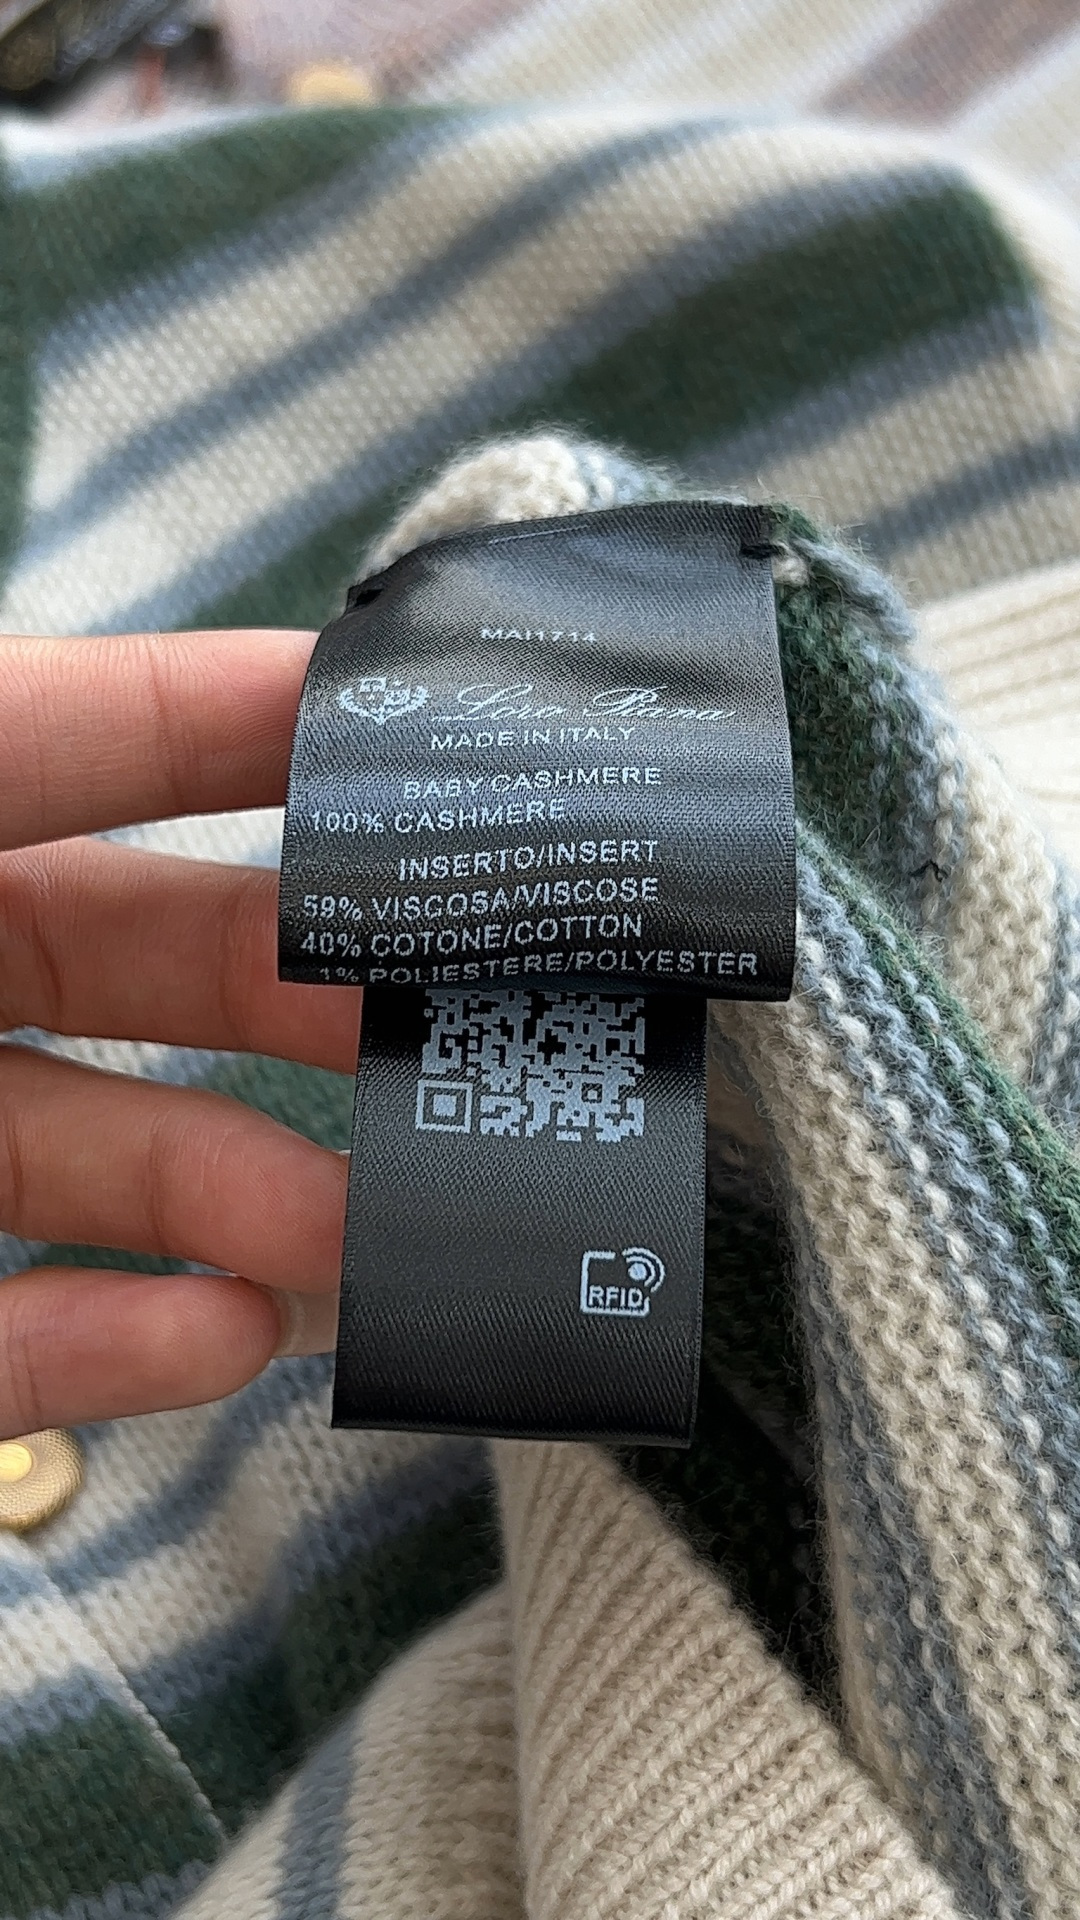 MAI1714
Loro Piana
MADE IN ITALY
BABY CASHMERE
100% CASHMERE
INSERTO/INSERT
59% VISCOSA/VISCOSE
40% COTONE/COTTON
1% POLIESTERE/POLYESTER
RFID